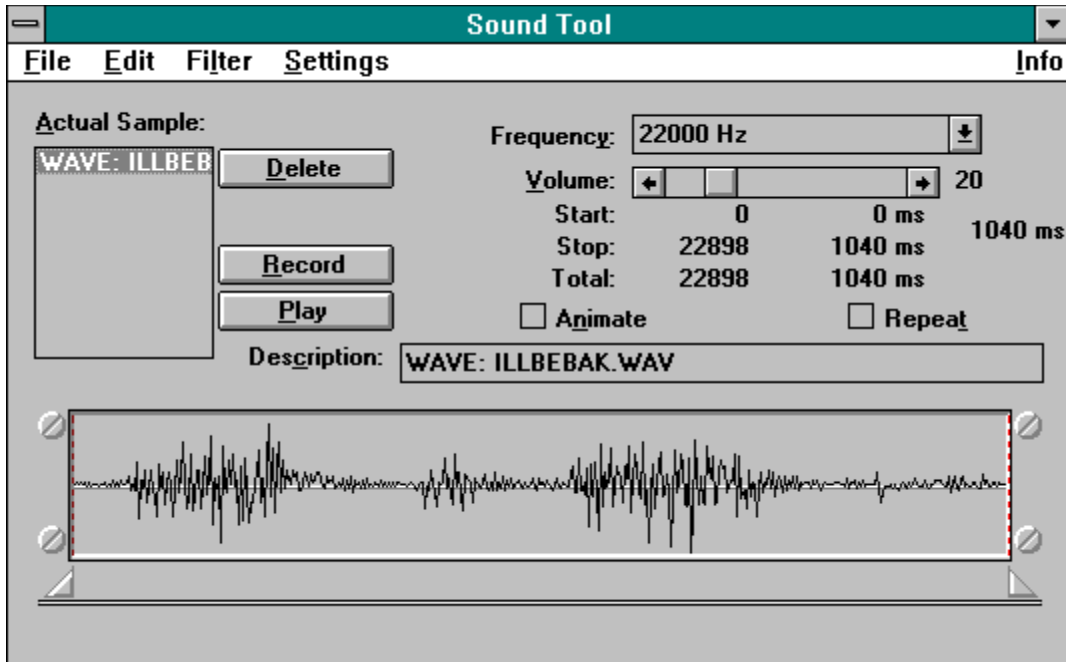 Sound Tool
File Edit Filter Settings Info
Actual Sample:
WAVE: ILLBEB
Delete
Record
Play
Frequency: 22000 Hz
Volume: 20
Start: 0 0 ms
1040 ms
Stop: 22898 1040 ms
Total: 22898 1040 ms
Animate Repeat
Description: WAVE: ILLBEBAK.WAV